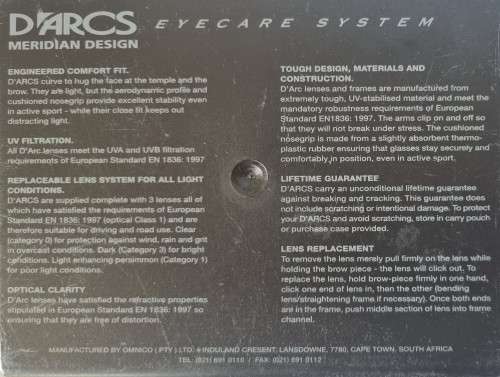 D'ARCS EYECARE SYSTEM
MERIDIAN DESIGN
ENGINEERED COMFORT FIT.
D'ARCS curve to hug the face at the temple and the
brow. They are light, but the aerodynamic profile and
cushioned nosegrip provide excellent stability even
in active sport - while their close fit keeps out
distracting light.
UV FILTRATION.
All D'Arc lenses meet the UVA and UVB filtration
requirements of European Standard EN 1836: 1997
REPLACEABLE LENS SYSTEM FOR ALL LIGHT
CONDITIONS.
D'ARCS are supplied complete with 3 lenses all of
which have satisfied the requirements of European
Standard EN 1836: 1997 (optical Class 1) and are
therefore suitable for driving and road use. Clear
(category 0) for protection against wind, rain and grit
in overcast conditions. Dark (Category 3) for bright
conditions. Light enhancing persimmon (Category 1)
for poor light conditions.
OPTICAL CLARITY
D'Arc lenses have satisfied the refractive properties
stipulated in European Standard EN 1836: 1997 so
ensuring that they are free of distortion.
TOUGH DESIGN, MATERIALS AND
CONSTRUCTION.
D'Arc lenses and frames are manufactured from
extremely tough, UV-stabilised material and meet the
mandatory robustness requirements of European
Standard EN1836: 1997. The arms clip on and off so
that they will not break under stress. The cushioned
nosegrip is made from a slightly absorbent thermo-
plastic rubber ensuring that glasses stay securely and
comfortably in position, even in active sport.
LIFETIME GUARANTEE
D'ARCS carry an unconditional lifetime guarantee
against breaking and cracking. This guarantee does
not include scratching or intentional damage. To protect
your D'ARCS and avoid scratching, store in carry pouch
or purchase case provided.
LENS REPLACEMENT
To remove the lens merely pull firmly on the lens while
holding the brow piece - the lens will click out. To
replace the lens, hold brow-piece firmly in one hand,
click one end of lens in, then the other (bending
lens/straightening frame if necessary). Once both ends
are in the frame, push middle section of lens into frame
channel.
MANUFACTURED BY OMNICO (PTY) LTD. 4 INDULAND CRESENT, LANSDOWNE, 7780, CAPE TOWN, SOUTH AFRICA
TEL: (021) 691 0110 / FAX: (021) 691 0112